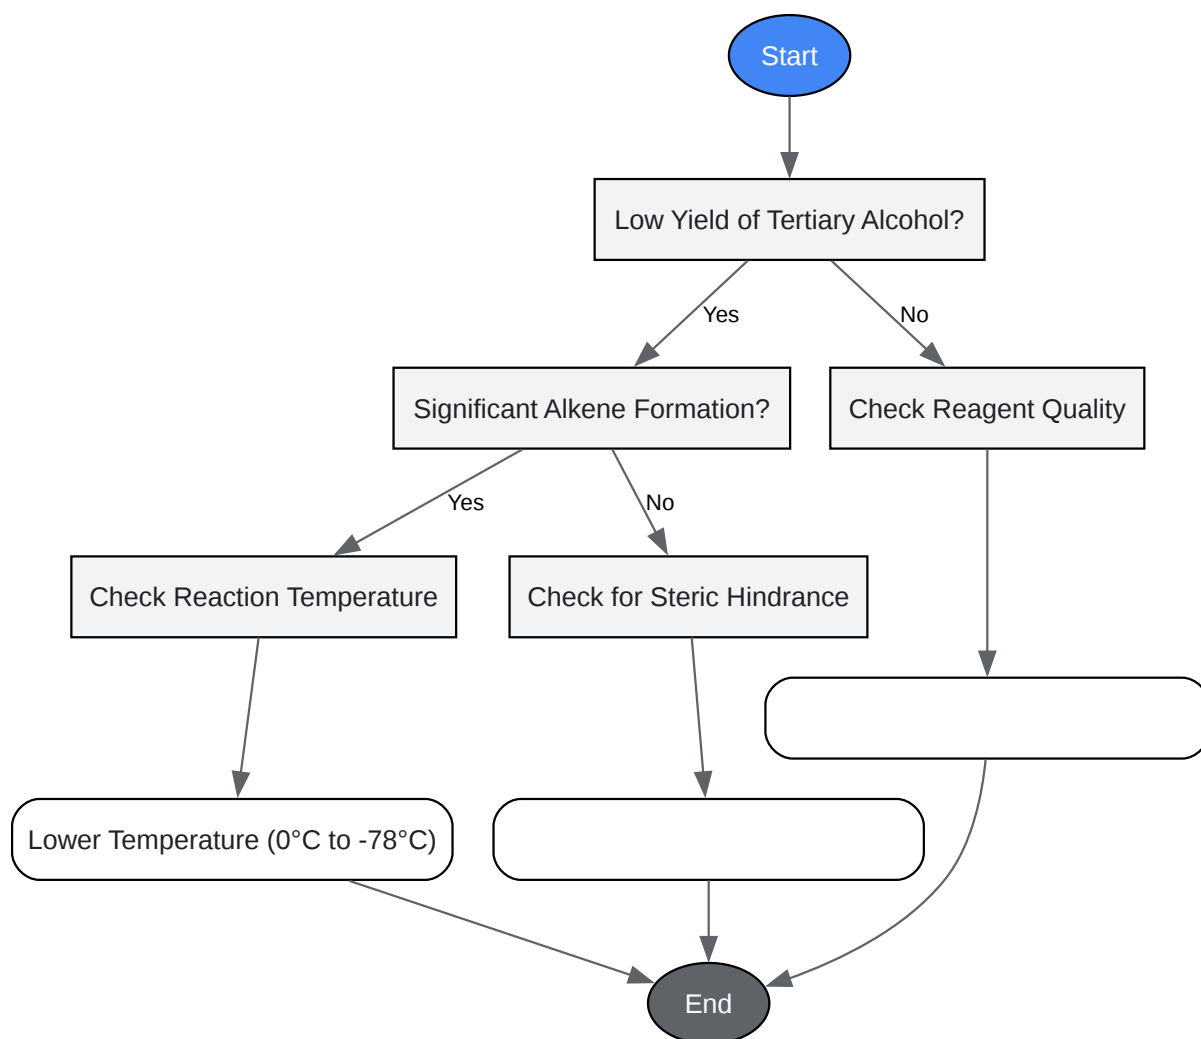 Start
Low Yield of Tertiary Alcohol?
Yes
No
Significant Alkene Formation?
Check Reagent Quality
Yes
No
Check Reaction Temperature
Check for Steric Hindrance
Lower Temperature (0°C to -78°C)
End